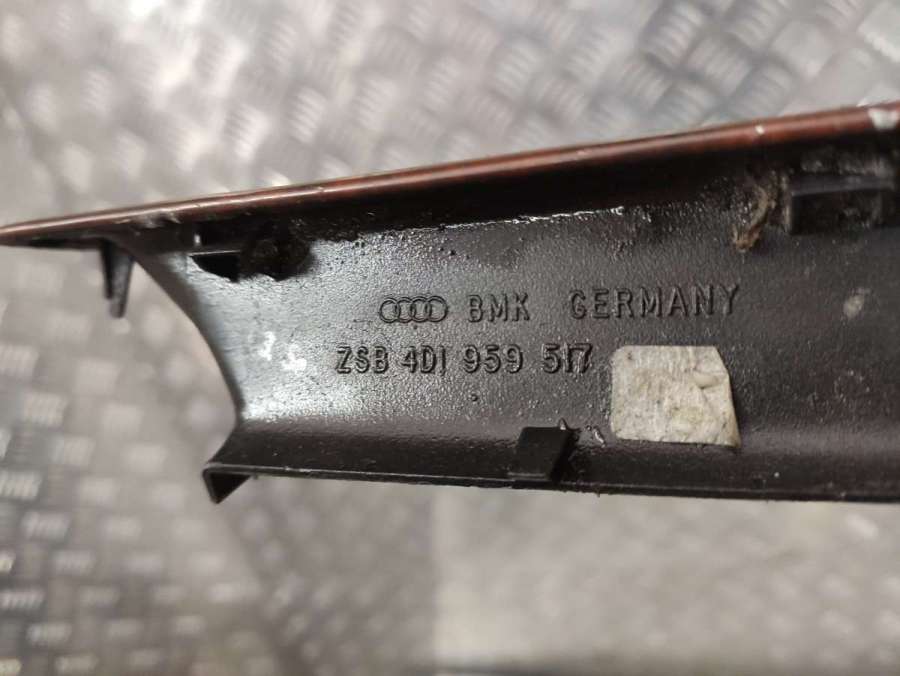 BMK GERMANY
ZSB 4D1 959 517